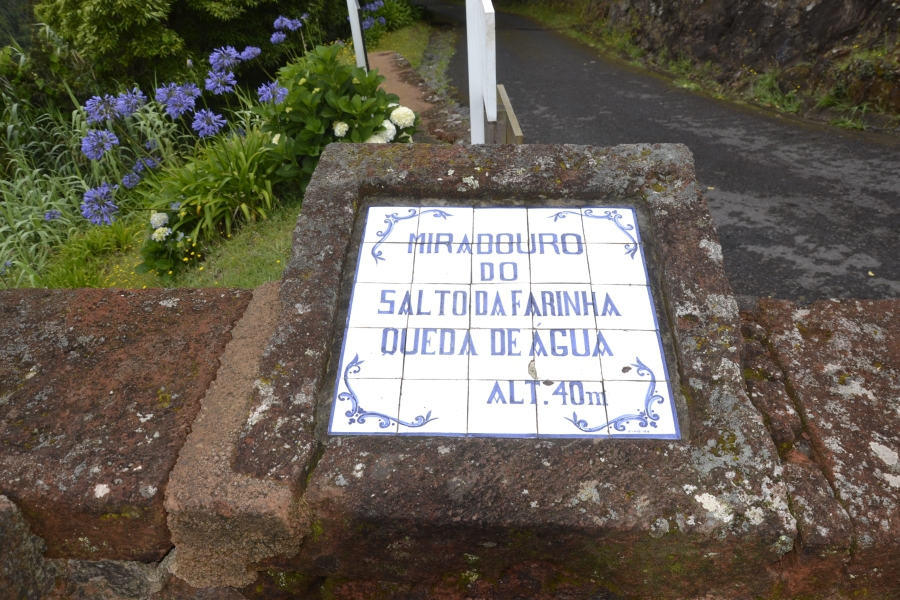 MIRADOURO
DO
SALTO DA FARINHA
QUEDA DE AGUA
ALT. 40m